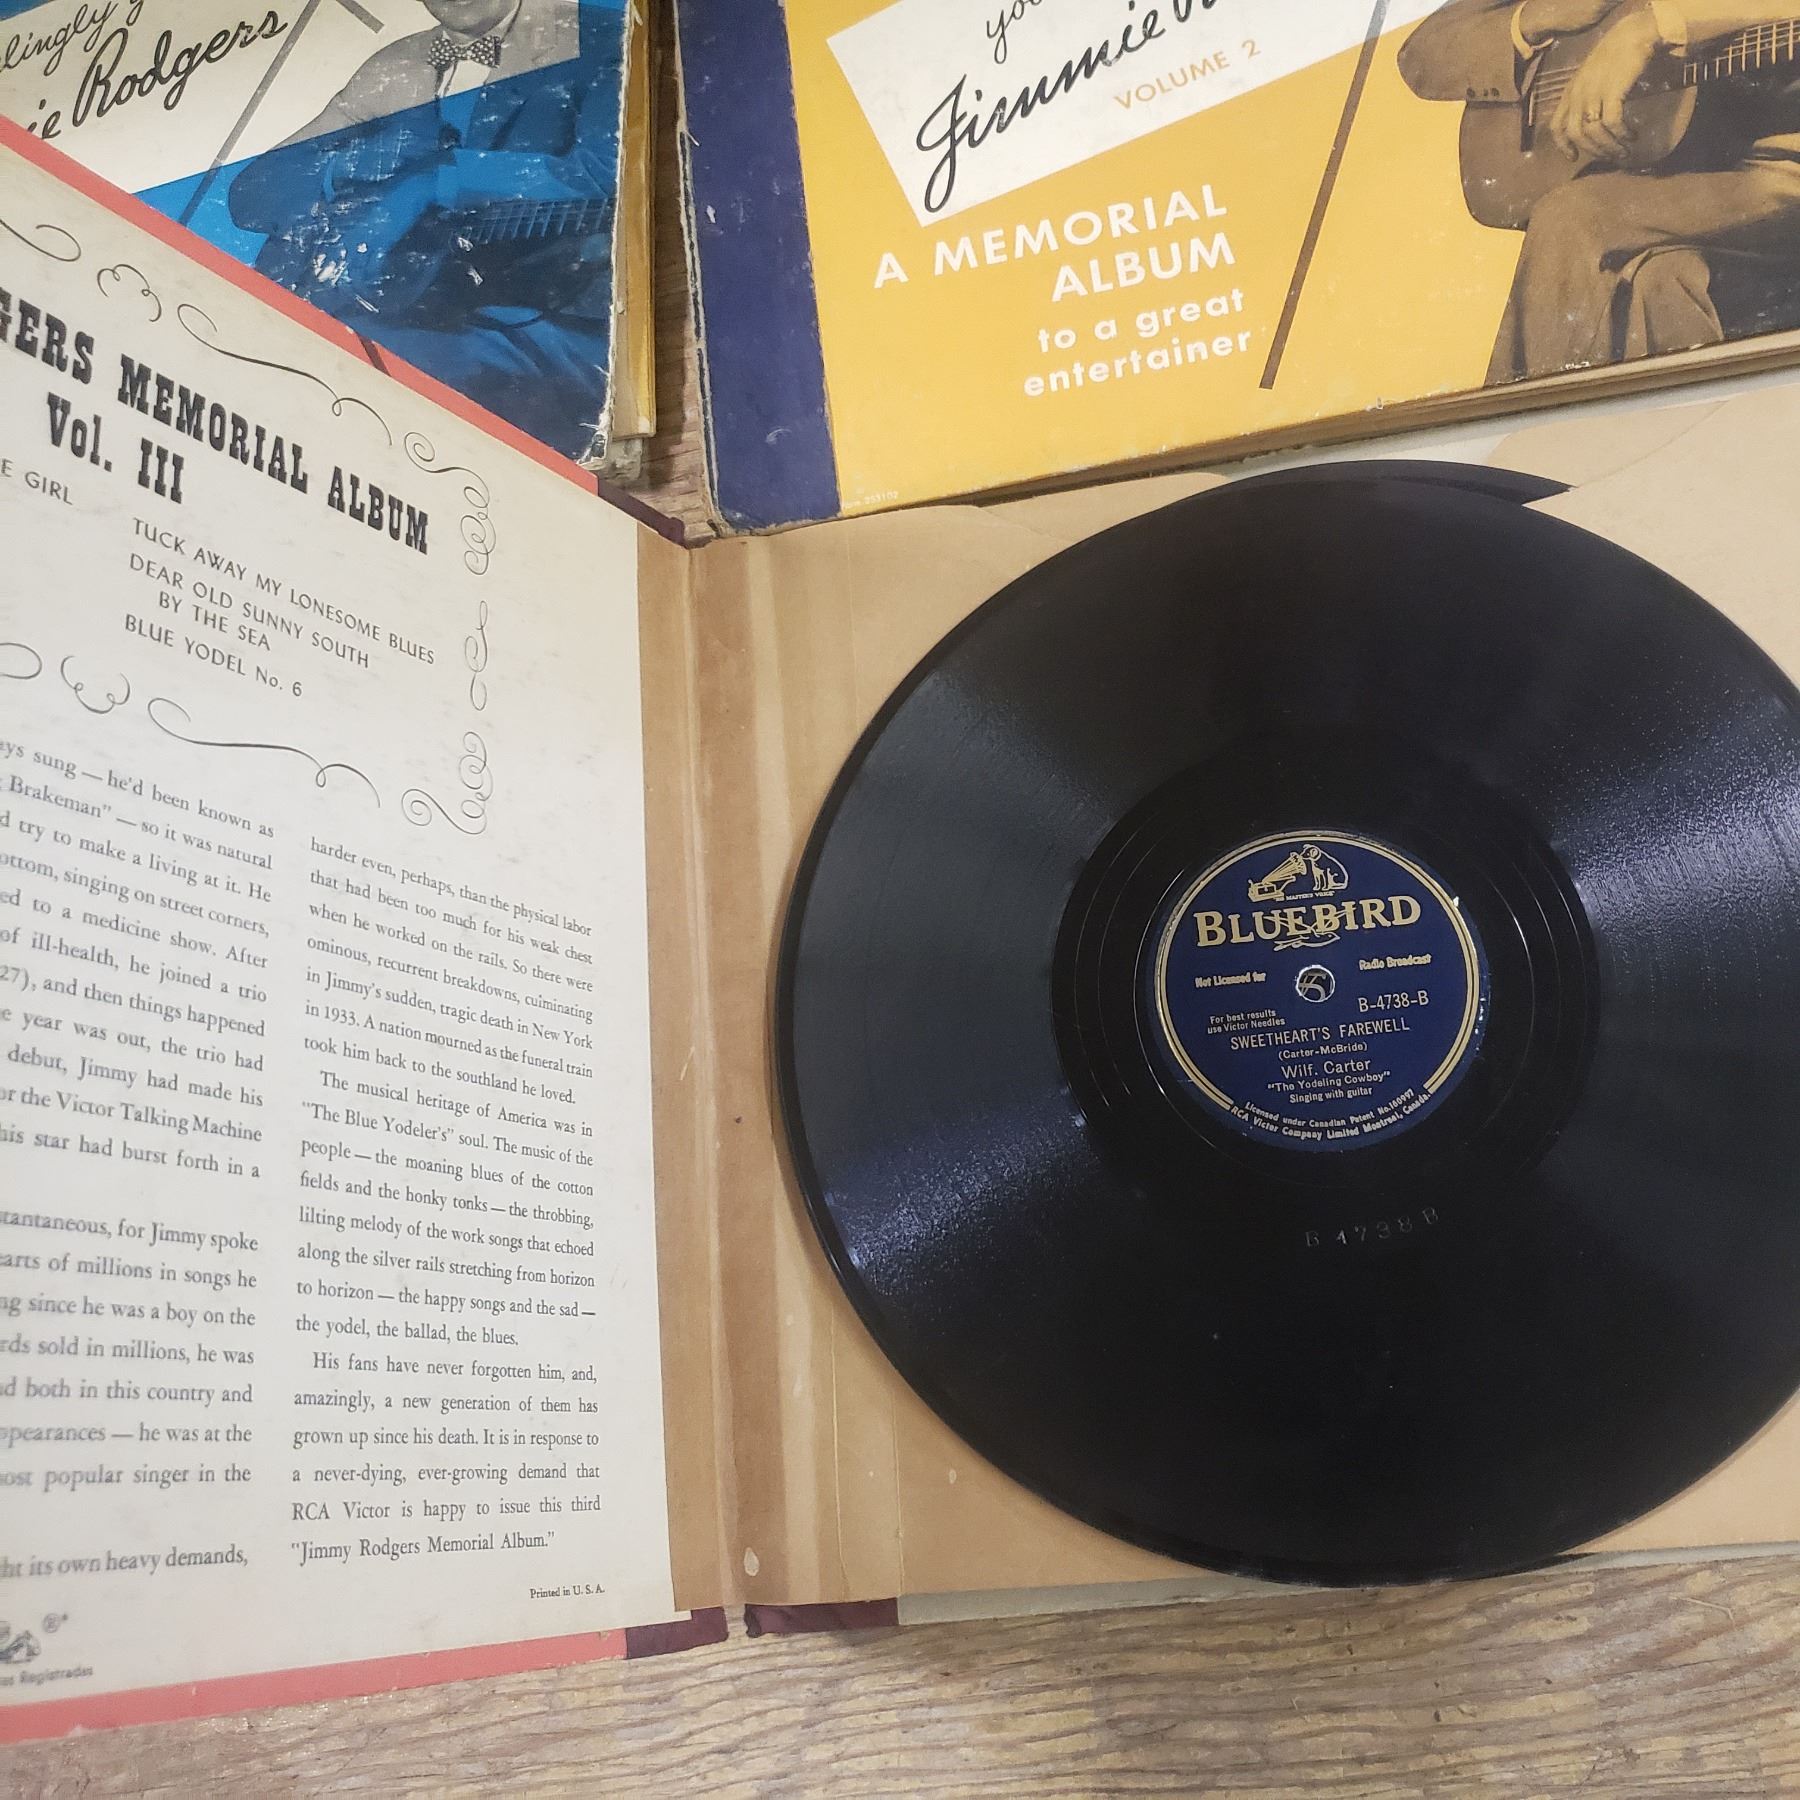 lingly
ie Rodgers
Jimmie
VOLUME 2
A MEMORIAL
ALBUM
to a great
entertainer
GERS MEMORIAL ALBUM
Vol. III
E GIRL
TUCK AWAY MY LONESOME BLUES
DEAR OLD SUNNY SOUTH
BY THE SEA
BLUE YODEL No. 6
ays sung — he'd been known as
Brakeman" — so it was natural
d try to make a living at it. He
ottom, singing on street corners,
ed to a medicine show. After
of ill-health, he joined a trio
27), and then things happened
e year was out, the trio had
debut, Jimmy had made his
or the Victor Talking Machine
his star had burst forth in a
stantaneous, for Jimmy spoke
earts of millions in songs he
ng since he was a boy on the
rds sold in millions, he was
d both in this country and
ppearances — he was at the
ost popular singer in the
ht its own heavy demands,
harder even, perhaps, than the physical labor
that had been too much for his weak chest
when he worked on the rails. So there were
ominous, recurrent breakdowns, culminating
in Jimmy's sudden, tragic death in New York
in 1933. A nation mourned as the funeral train
took him back to the southland he loved.
The musical heritage of America was in
"The Blue Yodeler's" soul. The music of the
people — the moaning blues of the cotton
fields and the honky tonks — the throbbing,
lilting melody of the work songs that echoed
along the silver rails stretching from horizon
to horizon — the happy songs and the sad —
the yodel, the ballad, the blues.
His fans have never forgotten him, and,
amazingly, a new generation of them has
grown up since his death. It is in response to
a never-dying, ever-growing demand that
RCA Victor is happy to issue this third
"Jimmy Rodgers Memorial Album."
Printed in U. S. A.
as Registradas
HIS MASTER'S VOICE
BLUEBIRD
Not Licensed for Radio Broadcast
B-4738-B
For best results
use Victor Needles
SWEETHEART'S FAREWELL
(Carter-McBride)
Wilf. Carter
"The Yodeling Cowboy"
Singing with guitar
Licensed under Canadian Patent No. 160997
RCA Victor Company Limited Montreal, Canada.
B 4738 B